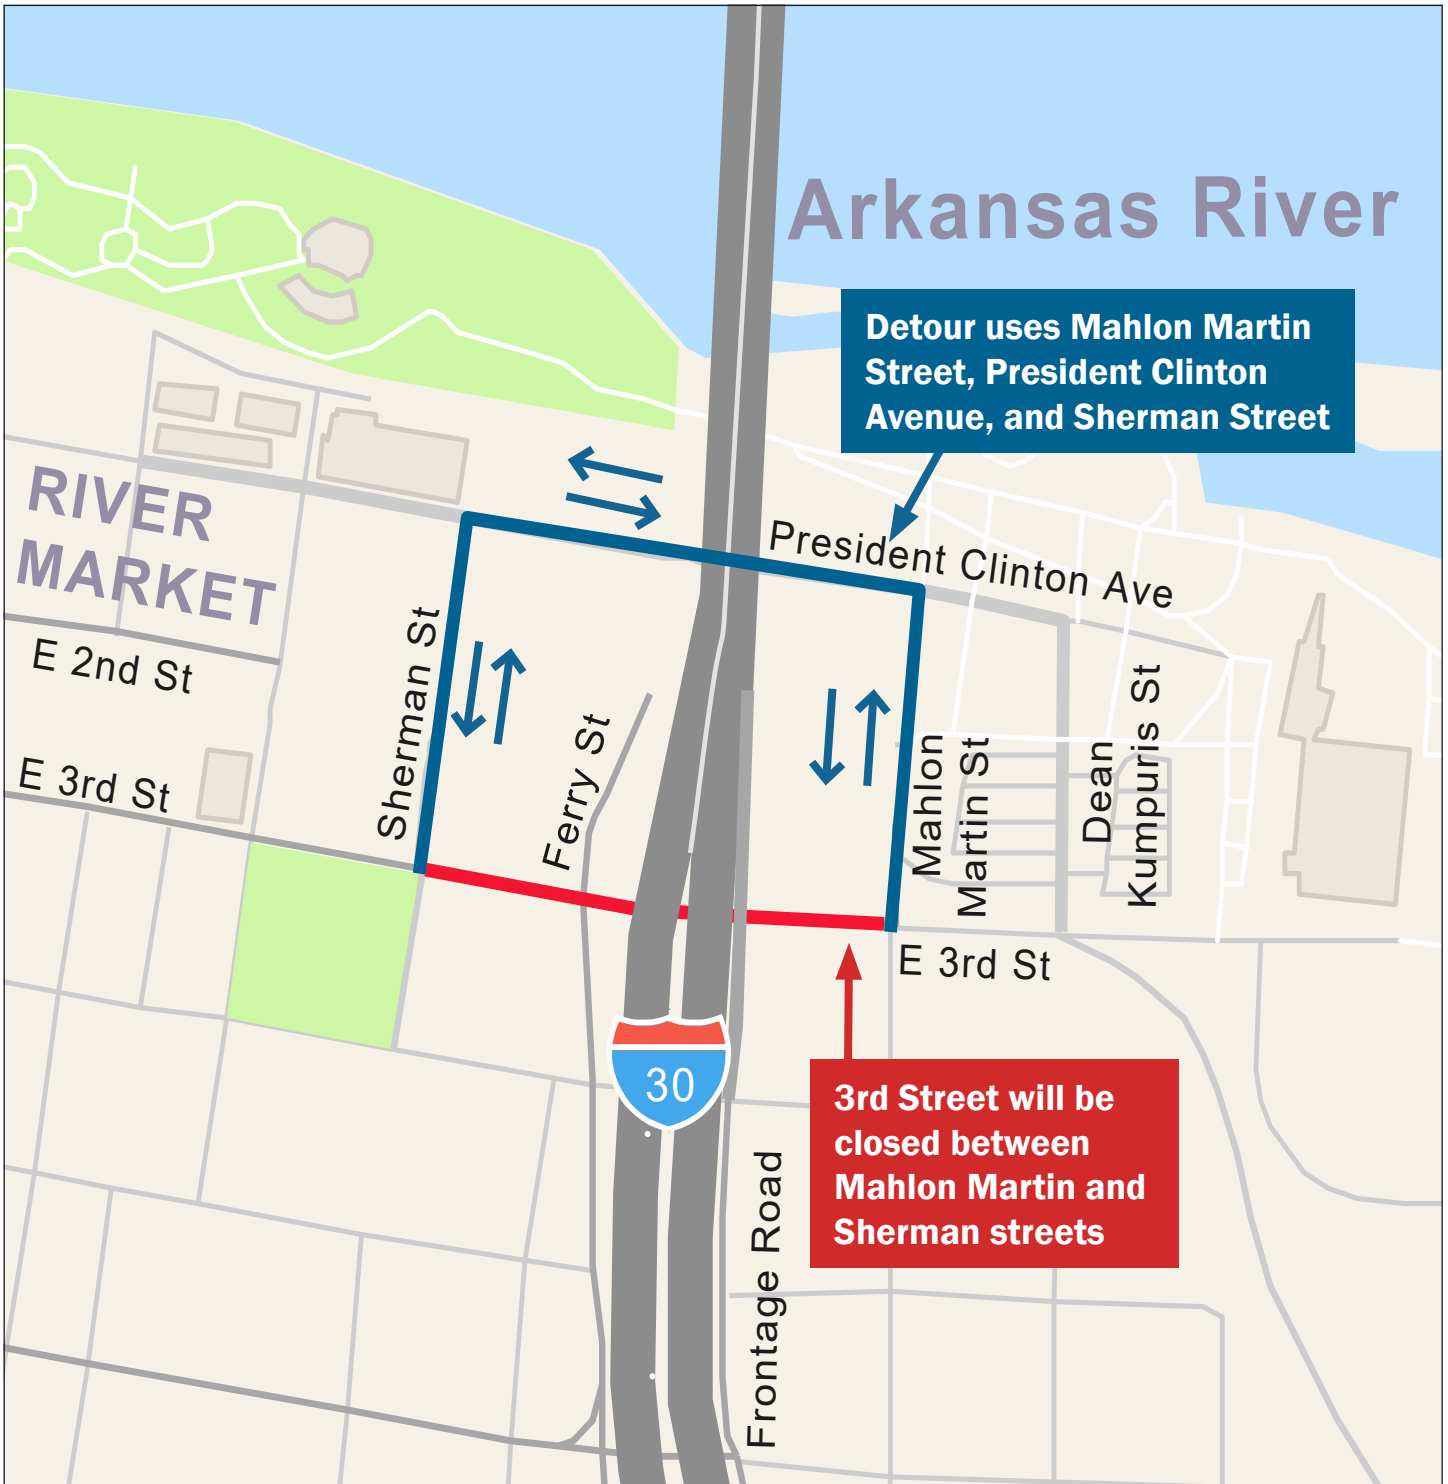 Arkansas River
Detour uses Mahlon Martin
Street, President Clinton
Avenue, and Sherman Street
RIVER
MARKET
President Clinton Ave
E 2nd St
Sherman St
Ferry St
Mahlon
Martin St
Dean
Kumpuris St
E 3rd St
E 3rd St
30
3rd Street will be
closed between
Mahlon Martin and
Sherman streets
Frontage Road